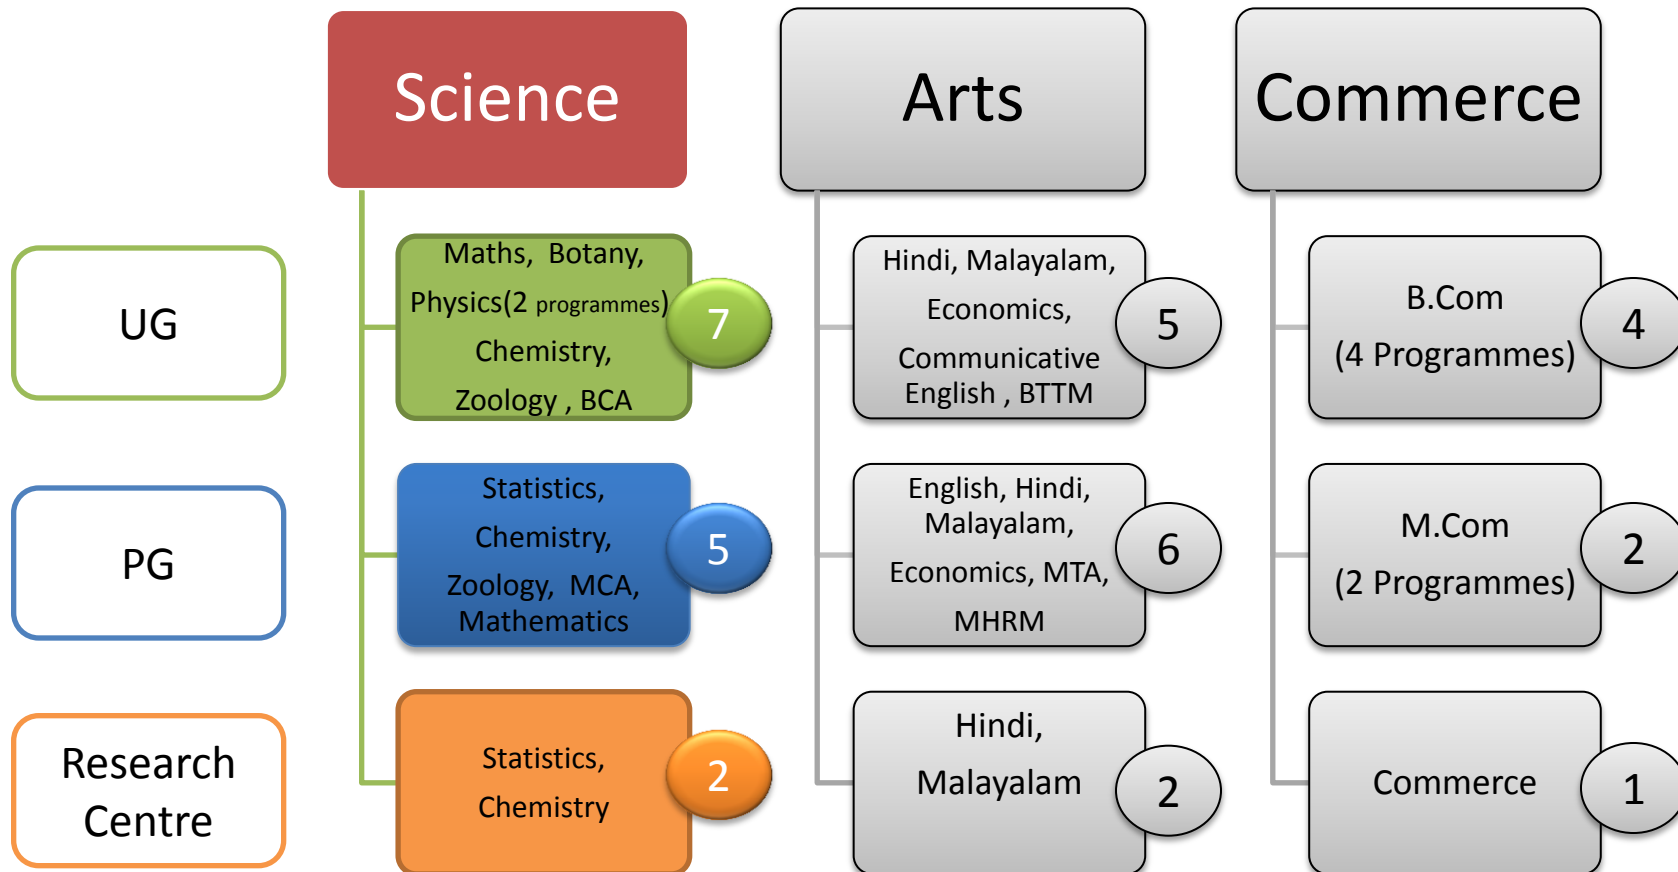 Science
Arts
Commerce
UG
Maths, Botany,
Physics(2 programmes)
Chemistry,
Zoology , BCA
7
Hindi, Malayalam,
Economics,
Communicative
English , BTTM
5
B.Com
(4 Programmes)
4
PG
Statistics,
Chemistry,
Zoology, MCA,
Mathematics
5
English, Hindi,
Malayalam,
Economics, MTA,
MHRM
6
M.Com
(2 Programmes)
2
Research
Centre
Statistics,
Chemistry
2
Hindi,
Malayalam
2
Commerce
1